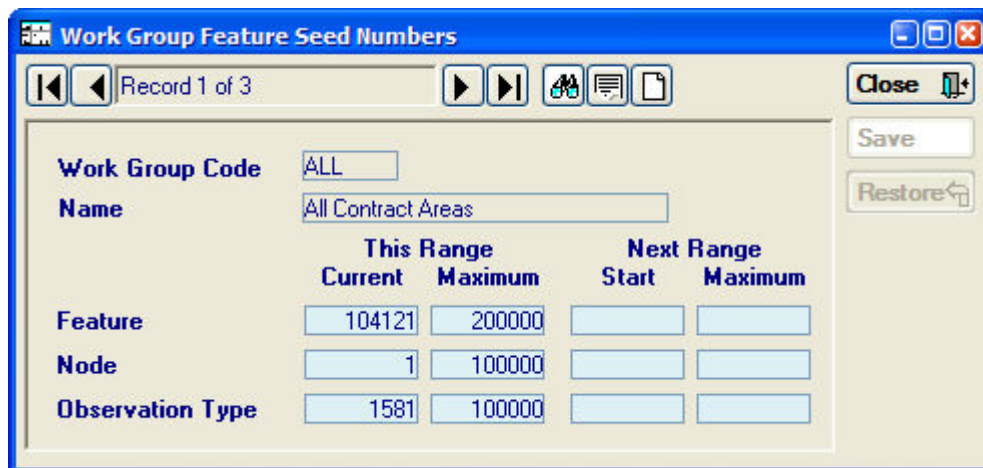 Work Group Feature Seed Numbers
Record 1 of 3
Close
Save
Restore
Work Group Code ALL
Name All Contract Areas
This Range Next Range
Current Maximum Start Maximum
Feature 104121 200000
Node 1 100000
Observation Type 1581 100000